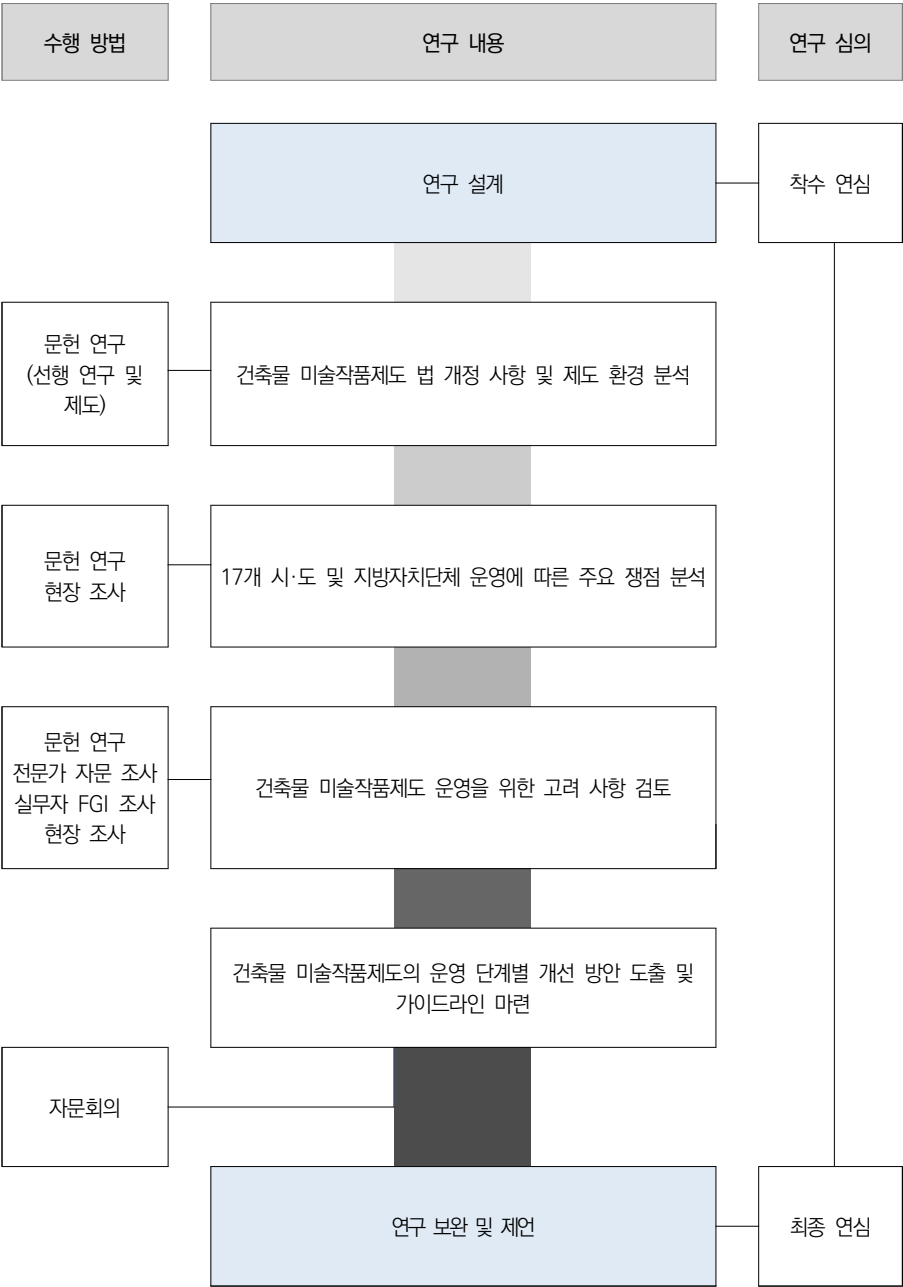 수행 방법
연구 내용
연구 심의
연구 설계
착수 연심
문헌 연구
(선행 연구 및
제도)
건축물 미술작품제도 법 개정 사항 및 제도 환경 분석
문헌 연구
현장 조사
17개 시·도 및 지방자치단체 운영에 따른 주요 쟁점 분석
문헌 연구
전문가 자문 조사
실무자 FGI 조사
현장 조사
건축물 미술작품제도 운영을 위한 고려 사항 검토
건축물 미술작품제도의 운영 단계별 개선 방안 도출 및
가이드라인 마련
자문회의
연구 보완 및 제언
최종 연심